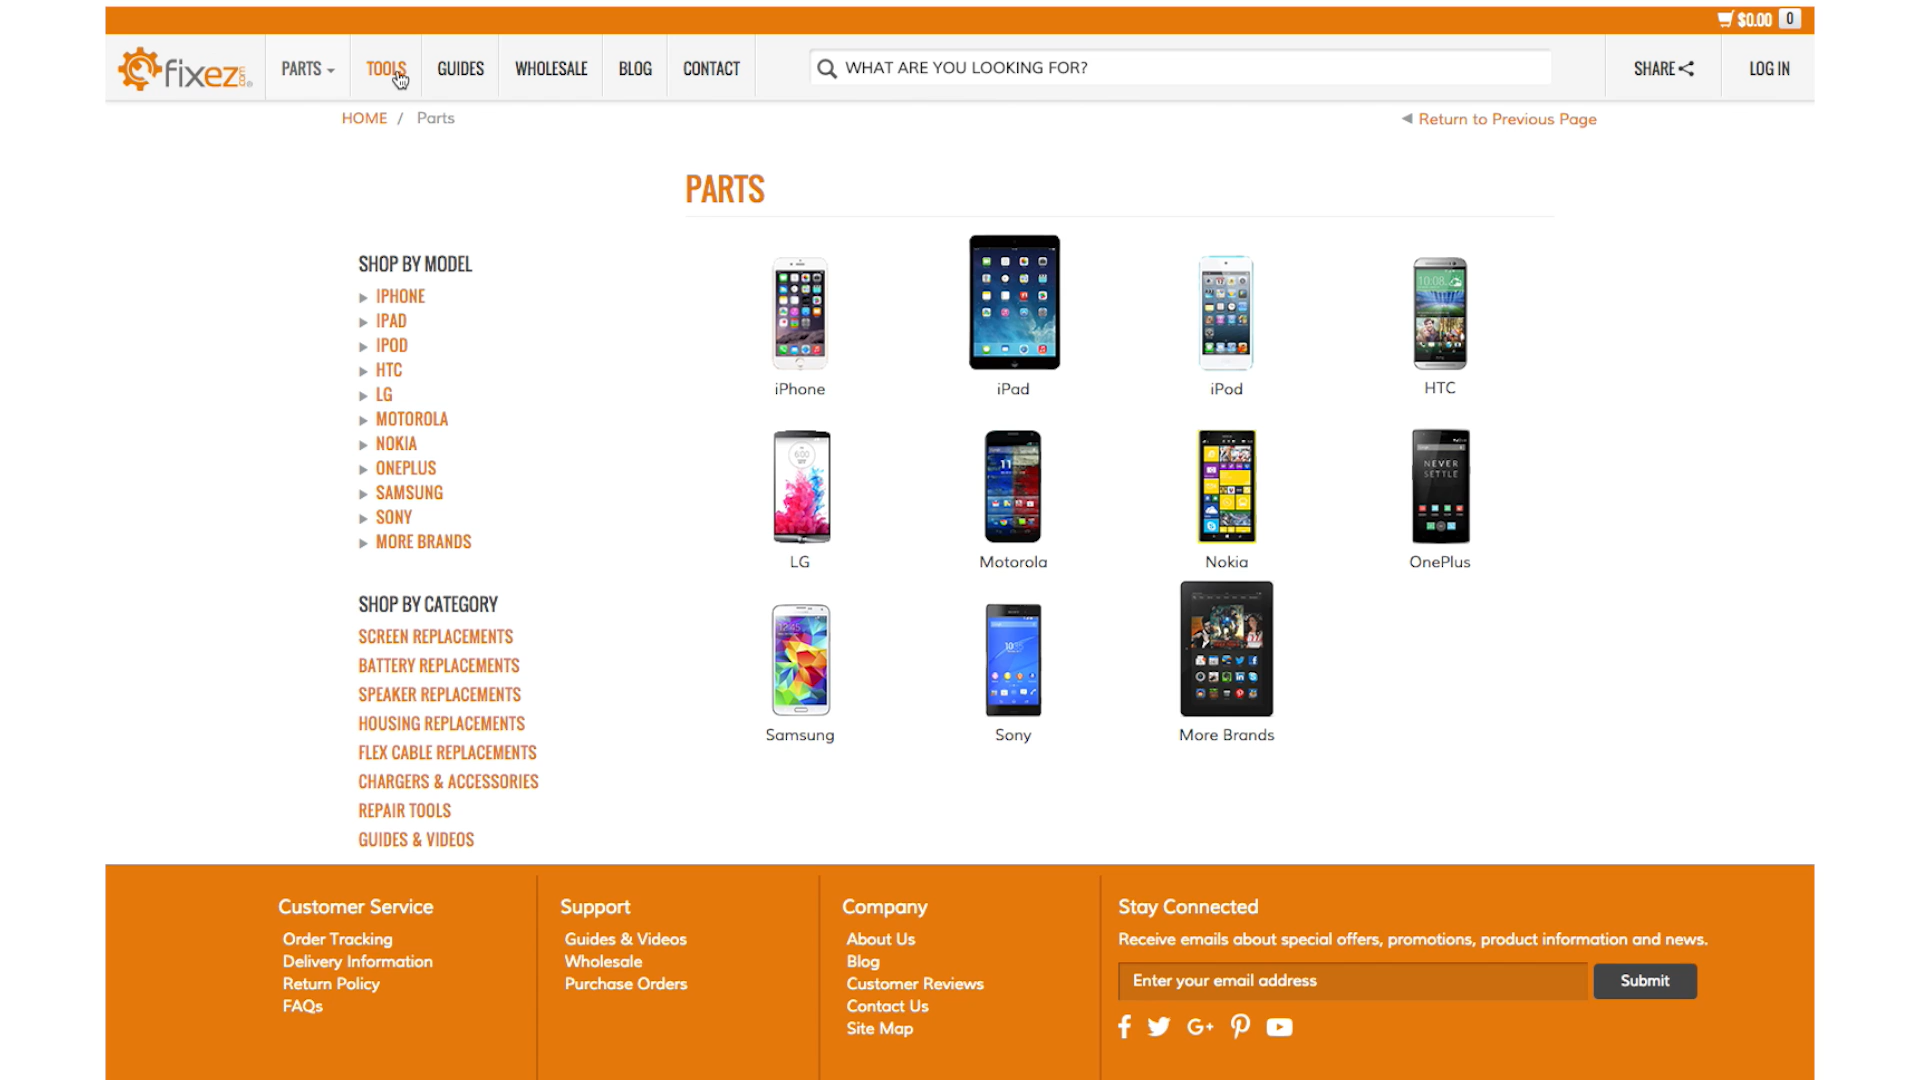 $0.00 0
fixez.com
PARTS TOOLS GUIDES WHOLESALE BLOG CONTACT WHAT ARE YOU LOOKING FOR? SHARE LOG IN
HOME / Parts
Return to Previous Page
PARTS
SHOP BY MODEL
IPHONE
IPAD
IPOD
HTC
LG
MOTOROLA
NOKIA
ONEPLUS
SAMSUNG
SONY
MORE BRANDS
SHOP BY CATEGORY
SCREEN REPLACEMENTS
BATTERY REPLACEMENTS
SPEAKER REPLACEMENTS
HOUSING REPLACEMENTS
FLEX CABLE REPLACEMENTS
CHARGERS & ACCESSORIES
REPAIR TOOLS
GUIDES & VIDEOS
iPhone iPad iPod HTC
NEVER
SETTLE
LG Motorola Nokia OnePlus
Samsung Sony More Brands
Customer Service
Order Tracking
Delivery Information
Return Policy
FAQs
Support
Guides & Videos
Wholesale
Purchase Orders
Company
About Us
Blog
Customer Reviews
Contact Us
Site Map
Stay Connected
Receive emails about special offers, promotions, product information and news.
Enter your email address Submit